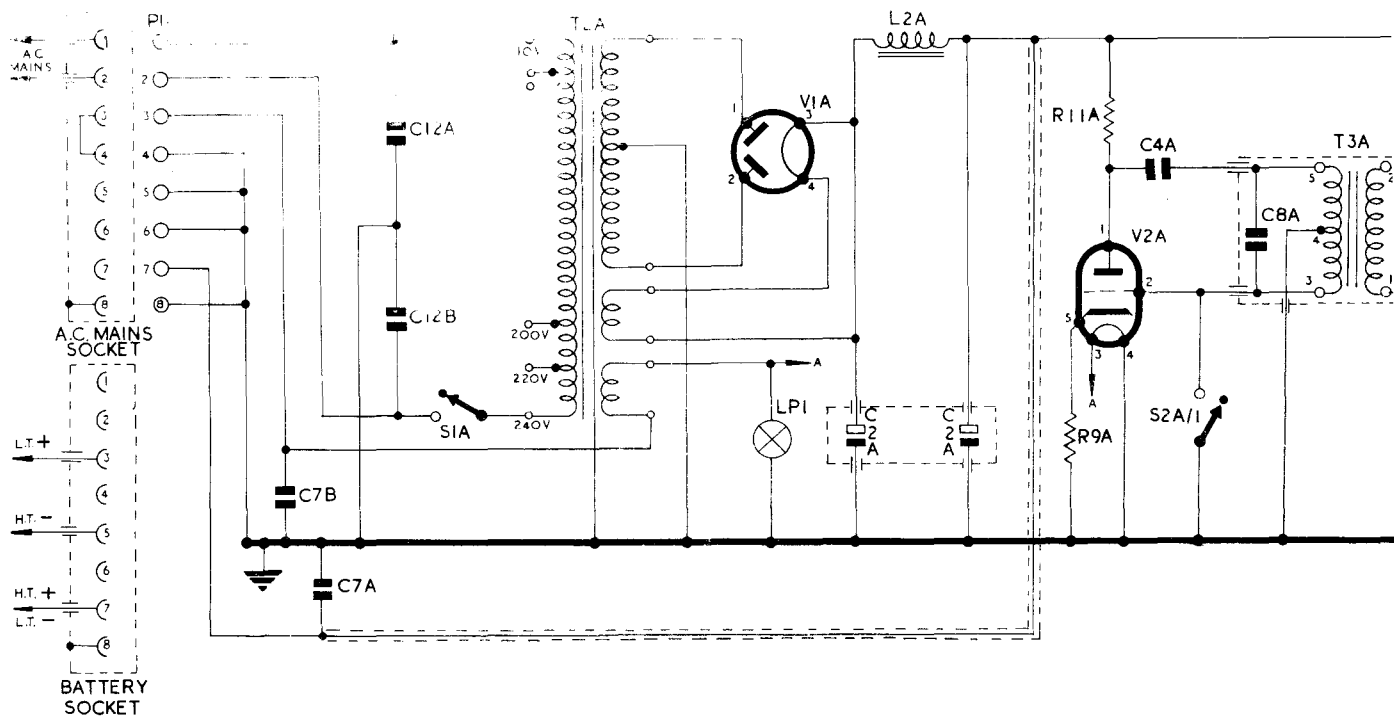 L2A
A.C.
MAINS
1
2
3
4
5
6
7
8
A.C. MAINS
SOCKET
2
3
4
5
6
7
8
C12A
C12B
S1A
200V
220V
240V
V1A
1
2
3
4
R11A
C4A
T3A
5
4
3
2
1
C8A
V2A
1
2
5
3
4
A
A
LP1
C
2
A
C
2
A
R9A
S2A/1
C7B
C7A
1
2
L.T. +
3
4
H.T. -
5
6
H.T. +
7
L.T. -
8
BATTERY
SOCKET